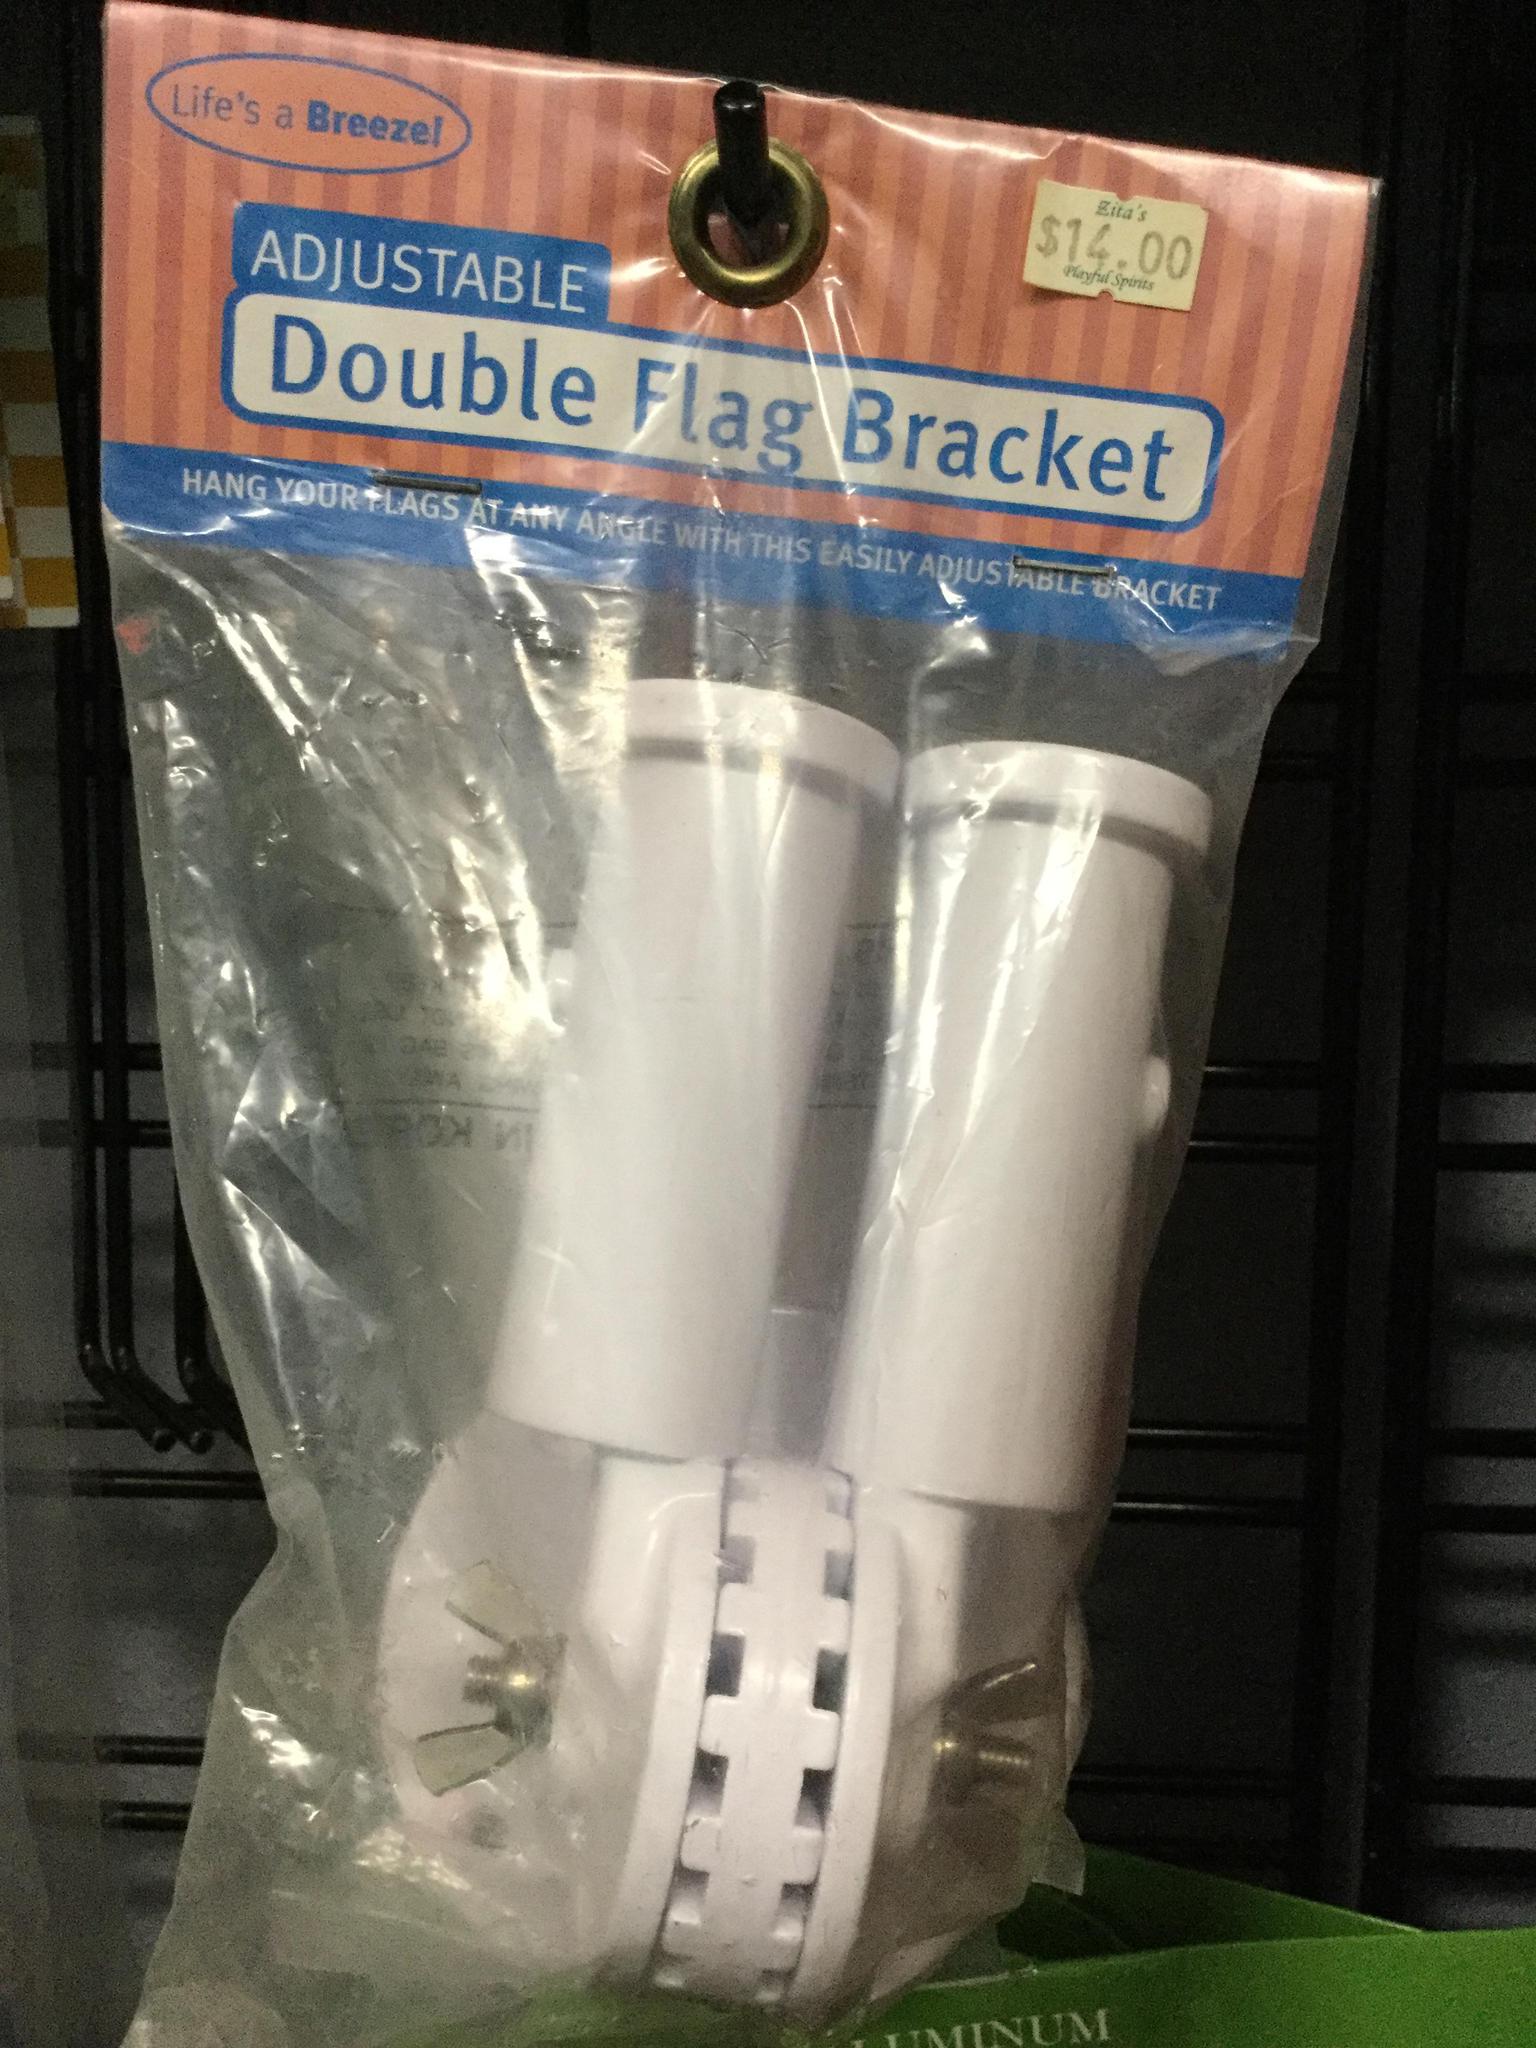 Life's a Breeze!
Zita's
$14.00
Playful Spirits
ADJUSTABLE
Double Flag Bracket
HANG YOUR FLAGS AT ANY ANGLE WITH THIS EASILY ADJUSTABLE BRACKET